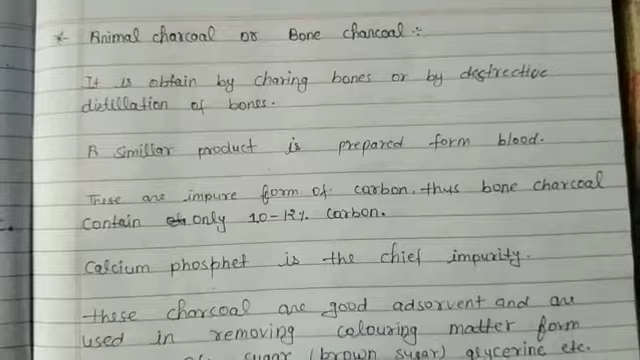 * Animal charcoal or Bone charcoal :-
It is obtain by charing bones or by destrective
distillation of bones.
A simillar product is prepared form blood.
These are impure form of carbon. thus bone charcoal
contain only 10-12% carbon.
Calcium phosphet is the chief impurity.
these charcoal are good adsorvent and are
used in removing colouring matter form
sugar (brown sugar) glycerine etc.